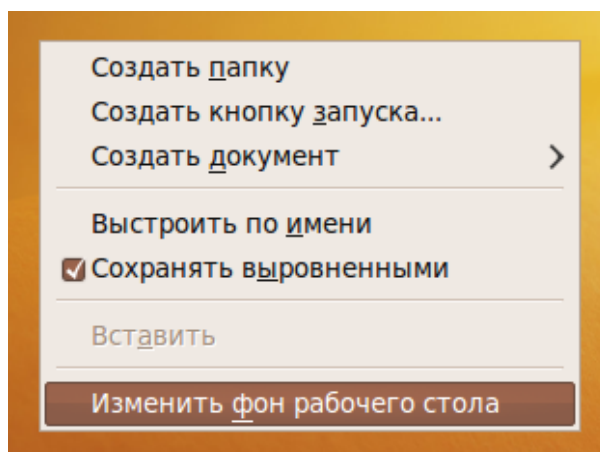 Создать папку
Создать кнопку запуска...
Создать документ
Выстроить по имени
Сохранять выровненными
Вставить
Изменить фон рабочего стола